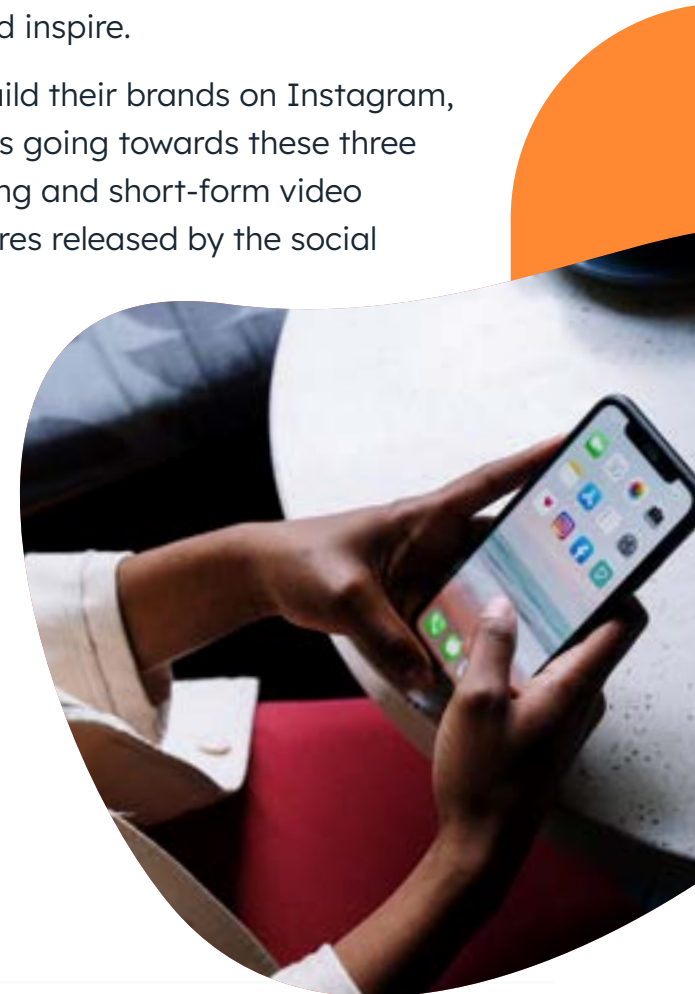 d inspire.
ild their brands on Instagram,
s going towards these three
ng and short-form video
res released by the social